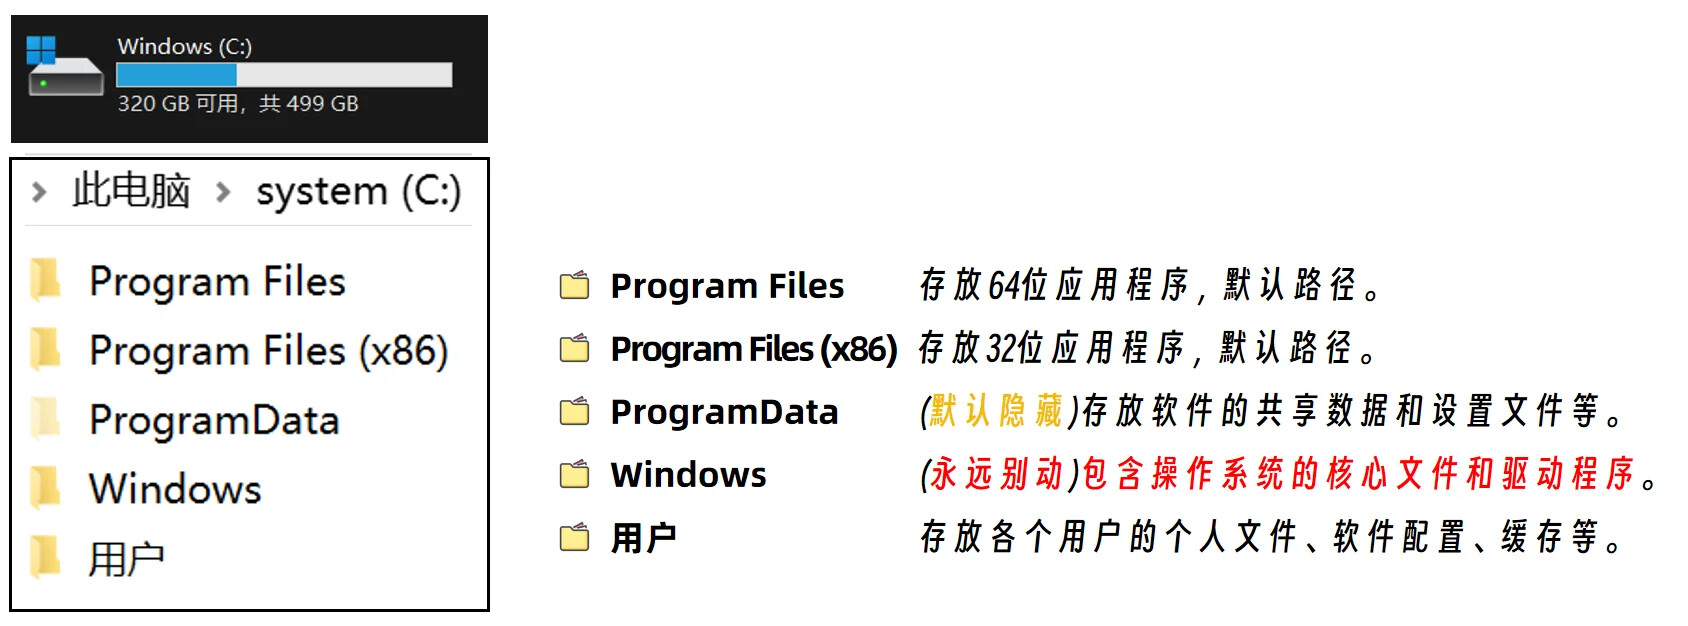 Windows (C:)
320 GB 可用，共 499 GB
此电脑 > system (C:)
Program Files
Program Files (x86)
ProgramData
Windows
用户
Program Files 存放64位应用程序，默认路径。
Program Files (x86) 存放32位应用程序，默认路径。
ProgramData (默认隐藏)存放软件的共享数据和设置文件等。
Windows (永远别动)包含操作系统的核心文件和驱动程序。
用户 存放各个用户的个人文件、软件配置、缓存等。